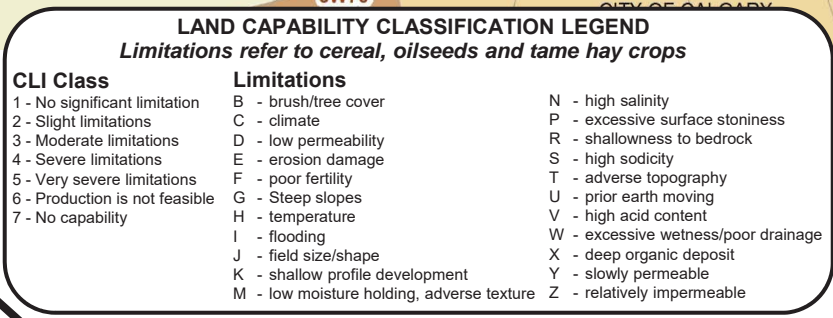 LAND CAPABILITY CLASSIFICATION LEGEND
Limitations refer to cereal, oilseeds and tame hay crops
CLI Class
1 - No significant limitation
2 - Slight limitations
3 - Moderate limitations
4 - Severe limitations
5 - Very severe limitations
6 - Production is not feasible
7 - No capability
Limitations
B - brush/tree cover
C - climate
D - low permeability
E - erosion damage
F - poor fertility
G - Steep slopes
H - temperature
I - flooding
J - field size/shape
K - shallow profile development
M - low moisture holding, adverse texture
N - high salinity
P - excessive surface stoniness
R - shallowness to bedrock
S - high sodicity
T - adverse topography
U - prior earth moving
V - high acid content
W - excessive wetness/poor drainage
X - deep organic deposit
Y - slowly permeable
Z - relatively impermeable